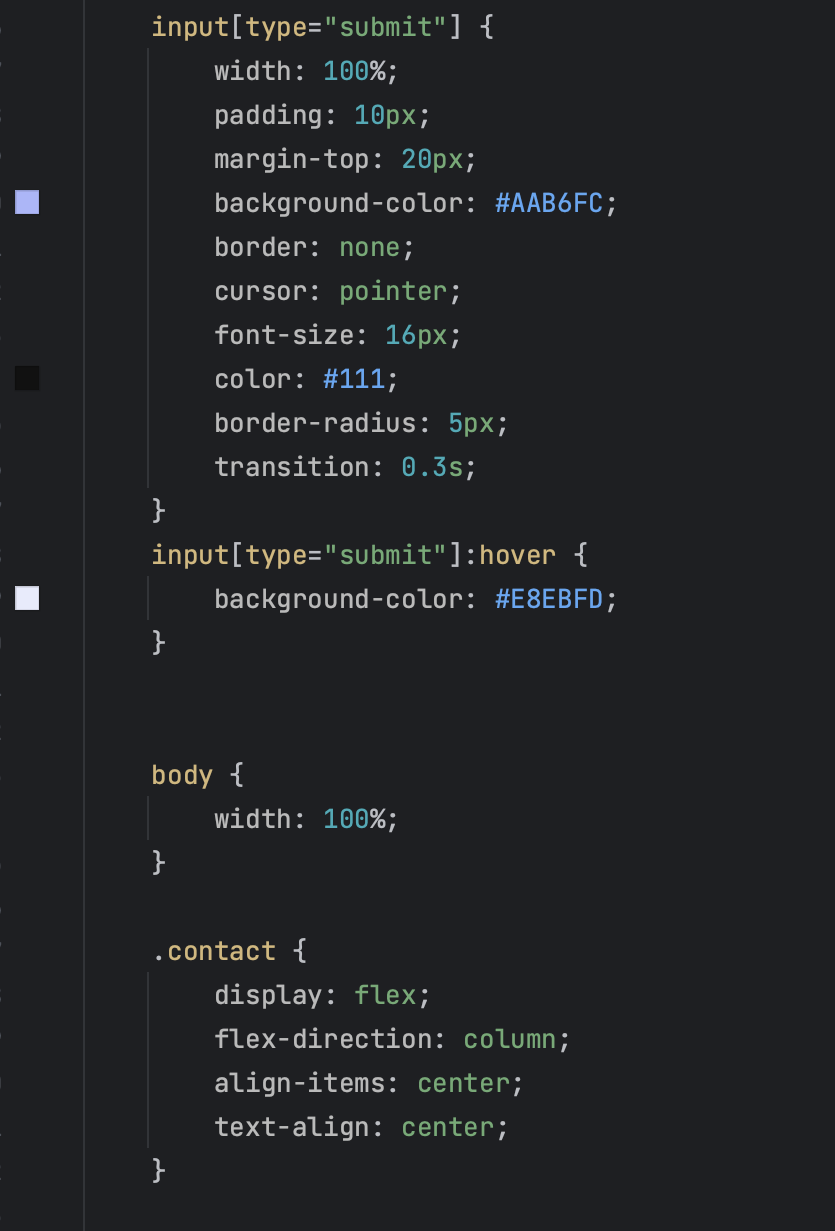 input[type="submit"] {
width: 100%;
padding: 10px;
margin-top: 20px;
background-color: #AAB6FC;
border: none;
cursor: pointer;
font-size: 16px;
color: #111;
border-radius: 5px;
transition: 0.3s;
}
input[type="submit"]:hover {
background-color: #E8EBFD;
}
body {
width: 100%;
}
.contact {
display: flex;
flex-direction: column;
align-items: center;
text-align: center;
}